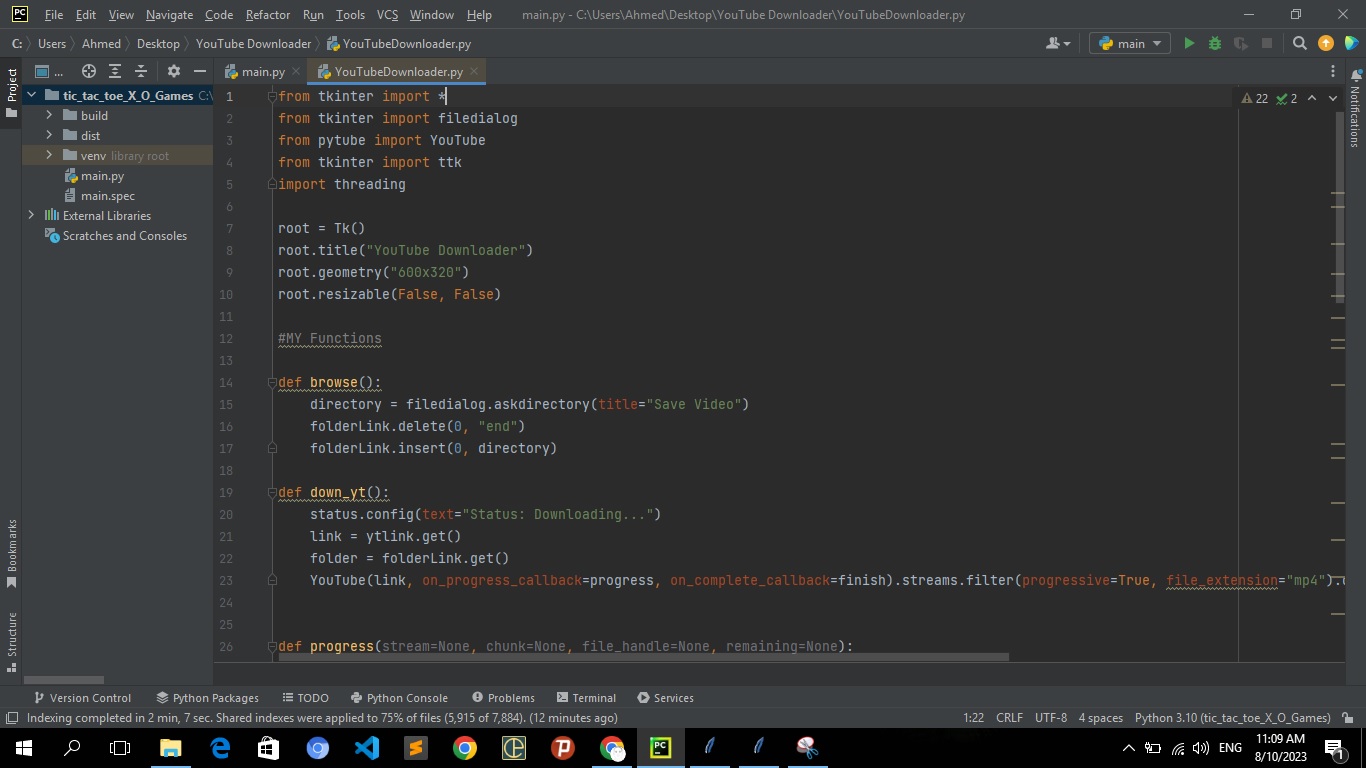 PC File Edit View Navigate Code Refactor Run Tools VCS Window Help main.py - C:\Users\Ahmed\Desktop\YouTube Downloader\YouTubeDownloader.py
C: Users Ahmed Desktop YouTube Downloader YouTubeDownloader.py main
... main.py YouTubeDownloader.py
Project
Notifications
Bookmarks
Structure
tic_tac_toe_X_O_Games C:\
build
dist
venv library root
main.py
main.spec
External Libraries
Scratches and Consoles
22 2
1 from tkinter import *
2 from tkinter import filedialog
3 from pytube import YouTube
4 from tkinter import ttk
5 import threading
6
7 root = Tk()
8 root.title("YouTube Downloader")
9 root.geometry("600x320")
10 root.resizable(False, False)
11
12 #MY Functions
13
14 def browse():
15 directory = filedialog.askdirectory(title="Save Video")
16 folderLink.delete(0, "end")
17 folderLink.insert(0, directory)
18
19 def down_yt():
20 status.config(text="Status: Downloading...")
21 link = ytlink.get()
22 folder = folderLink.get()
23 YouTube(link, on_progress_callback=progress, on_complete_callback=finish).streams.filter(progressive=True, file_extension="mp4").
24
25
26 def progress(stream=None, chunk=None, file_handle=None, remaining=None):
Version Control Python Packages TODO Python Console Problems Terminal Services
Indexing completed in 2 min, 7 sec. Shared indexes were applied to 75% of files (5,915 of 7,884). (12 minutes ago) 1:22 CRLF UTF-8 4 spaces Python 3.10 (tic_tac_toe_X_O_Games)
PC ENG 11:09 AM
8/10/2023 1